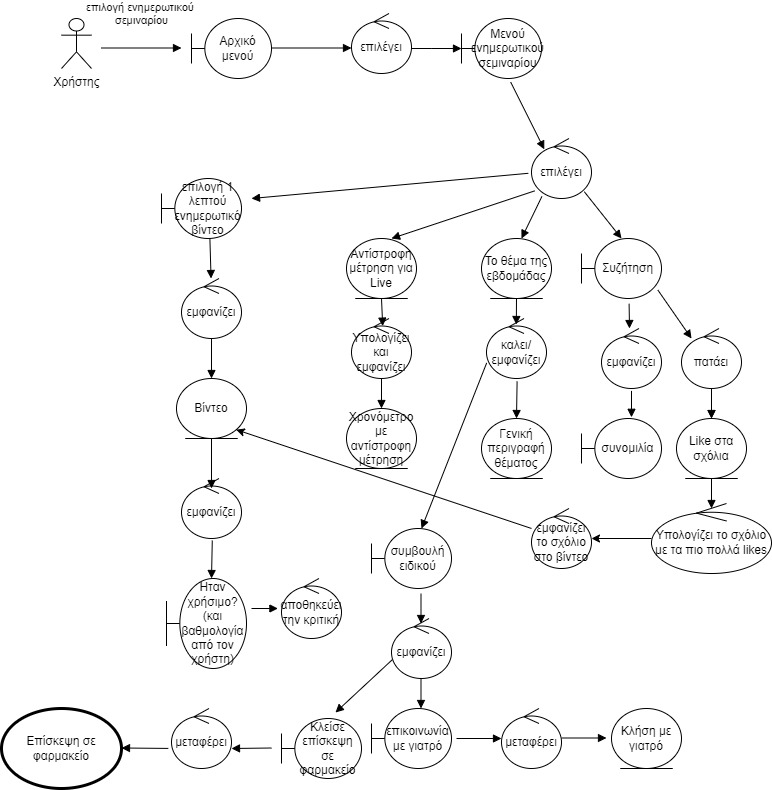 επιλογή ενημερωτικού
σεμιναρίου
Χρήστης
Αρχικό
μενού
επιλέγει
Μενού
ενημερωτικού
σεμιναρίου
επιλέγει
επιλογή 1
λεπτού
ενημερωτικό
βίντεο
Αντίστροφη
μέτρηση για
Live
Το θέμα της
εβδομάδας
Συζήτηση
εμφανίζει
Υπολογίζει
και
εμφανίζει
καλει/
εμφανίζει
εμφανίζει
πατάει
Βίντεο
Χρονόμετρο
με
αντίστροφη
μέτρηση
Γενική
περιγραφή
θέματος
συνομιλία
Like στα
σχόλια
εμφανίζει
εμφανίζει
το σχόλιο
στο βίντεο
Υπολογίζει το σχόλιο
με τα πιο πολλά likes
συμβουλή
ειδικού
Ήταν
χρήσιμο?
(και
βαθμολογία
από τον
χρήστη)
αποθηκεύει
την κριτική
εμφανίζει
Επίσκεψη σε
φαρμακείο
μεταφέρει
Κλείσε
επίσκεψη
σε
φαρμακείο
επικοινωνία
με γιατρό
μεταφέρει
Κλήση με
γιατρό